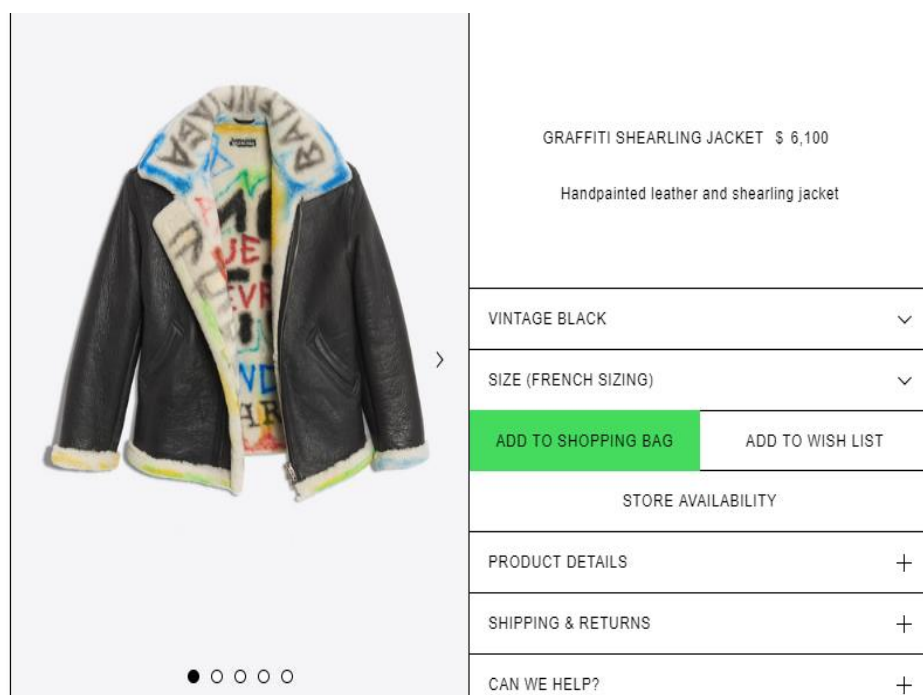 GRAFFITI SHEARLING JACKET $ 6,100
Handpainted leather and shearling jacket
VINTAGE BLACK
SIZE (FRENCH SIZING)
ADD TO SHOPPING BAG
ADD TO WISH LIST
STORE AVAILABILITY
PRODUCT DETAILS
SHIPPING & RETURNS
CAN WE HELP?